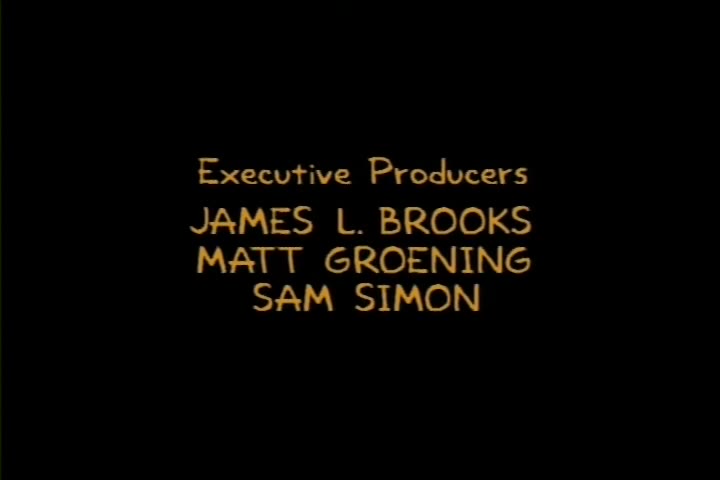 Executive Producers
JAMES L. BROOKS
MATT GROENING
SAM SIMON